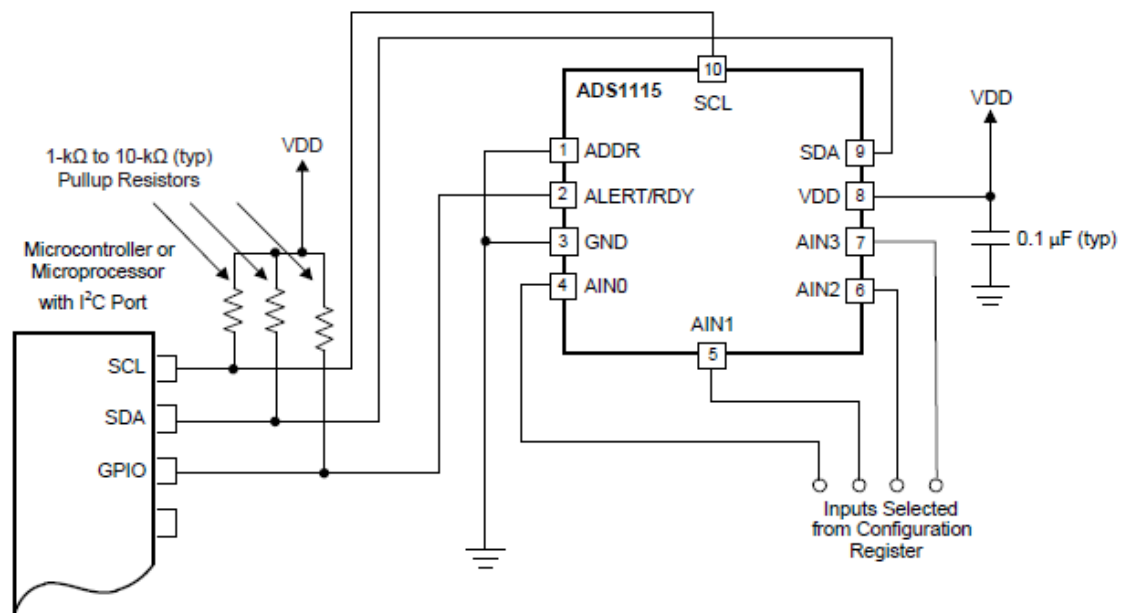 10
ADS1115
SCL
VDD
1-kΩ to 10-kΩ (typ)
Pullup Resistors
VDD
1
ADDR
SDA
9
2
ALERT/RDY
VDD
8
Microcontroller or
Microprocessor
with I²C Port
3
GND
AIN3
7
0.1 µF (typ)
4
AIN0
AIN2
6
AIN1
5
SCL
SDA
GPIO
Inputs Selected
from Configuration
Register